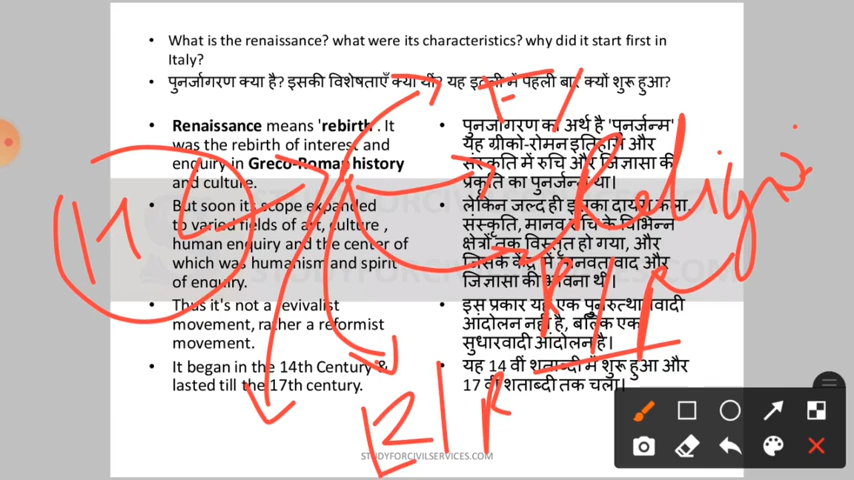 What is the renaissance? what were its characteristics? why did it start first in
Italy?
पुनर्जागरण क्या है? इसकी विशेषताएँ क्या थीं? यह इटली में पहली बार क्यों शुरू हुआ?
Renaissance means 'rebirth'. It
was the rebirth of interest and
enquiry in Greco-Roman history
and culture.
But soon its scope expanded
to varied fields of art, culture ,
human enquiry and the center of
which was humanism and spirit
of enquiry.
Thus it's not a revivalist
movement, rather a reformist
movement.
It began in the 14th Century &
lasted till the 17th century.
पुनर्जागरण का अर्थ है 'पुनर्जन्म'
यह ग्रीको-रोमन इतिहास और
संस्कृति में रुचि और जिज्ञासा की
प्रकृति का पुनर्जन्म था।
लेकिन जल्द ही इसका दायरा कला,
संस्कृति, मानव रुचि के विभिन्न
क्षेत्रों तक विस्तृत हो गया, और
जिसके केंद्र में मानवतावाद और
जिज्ञासा की भावना थी।
इस प्रकार यह एक पुनरुत्थानवादी
आंदोलन नहीं है, बल्कि एक
सुधारवादी आंदोलन है।
यह 14 वीं शताब्दी में शुरू हुआ और
17 वीं शताब्दी तक चला।
Religni
STUDYFORCIVILSERVICES.COM